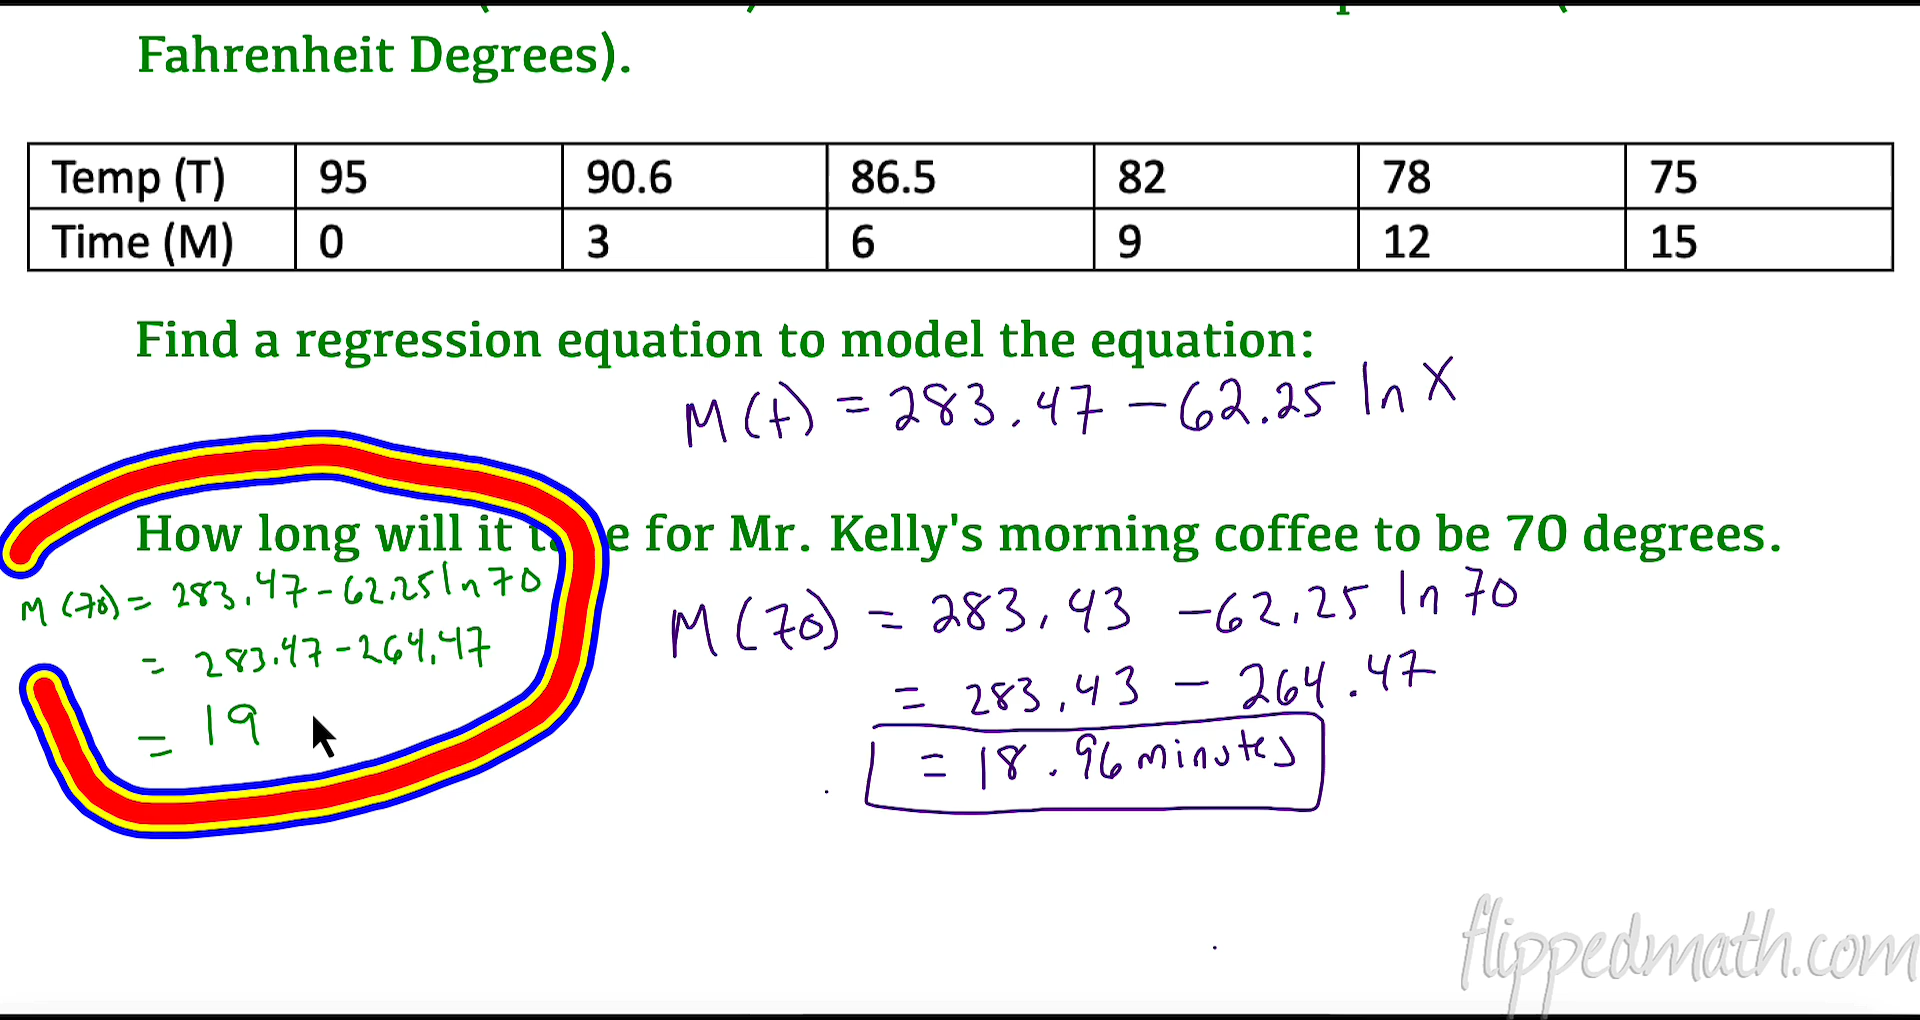 Fahrenheit Degrees).
Temp (T) 95 90.6 86.5 82 78 75
Time (M) 0 3 6 9 12 15
Find a regression equation to model the equation:
M(t) = 283.47 - 62.25 ln x
How long will it for Mr. Kelly's morning coffee to be 70 degrees.
M(70) = 283.47 - 62.25 ln 70
= 283.47 - 264.47
= 19
M(70) = 283.43 - 62.25 ln 70
= 283.43 - 264.47
= 18.96 minutes
flippedmath.com